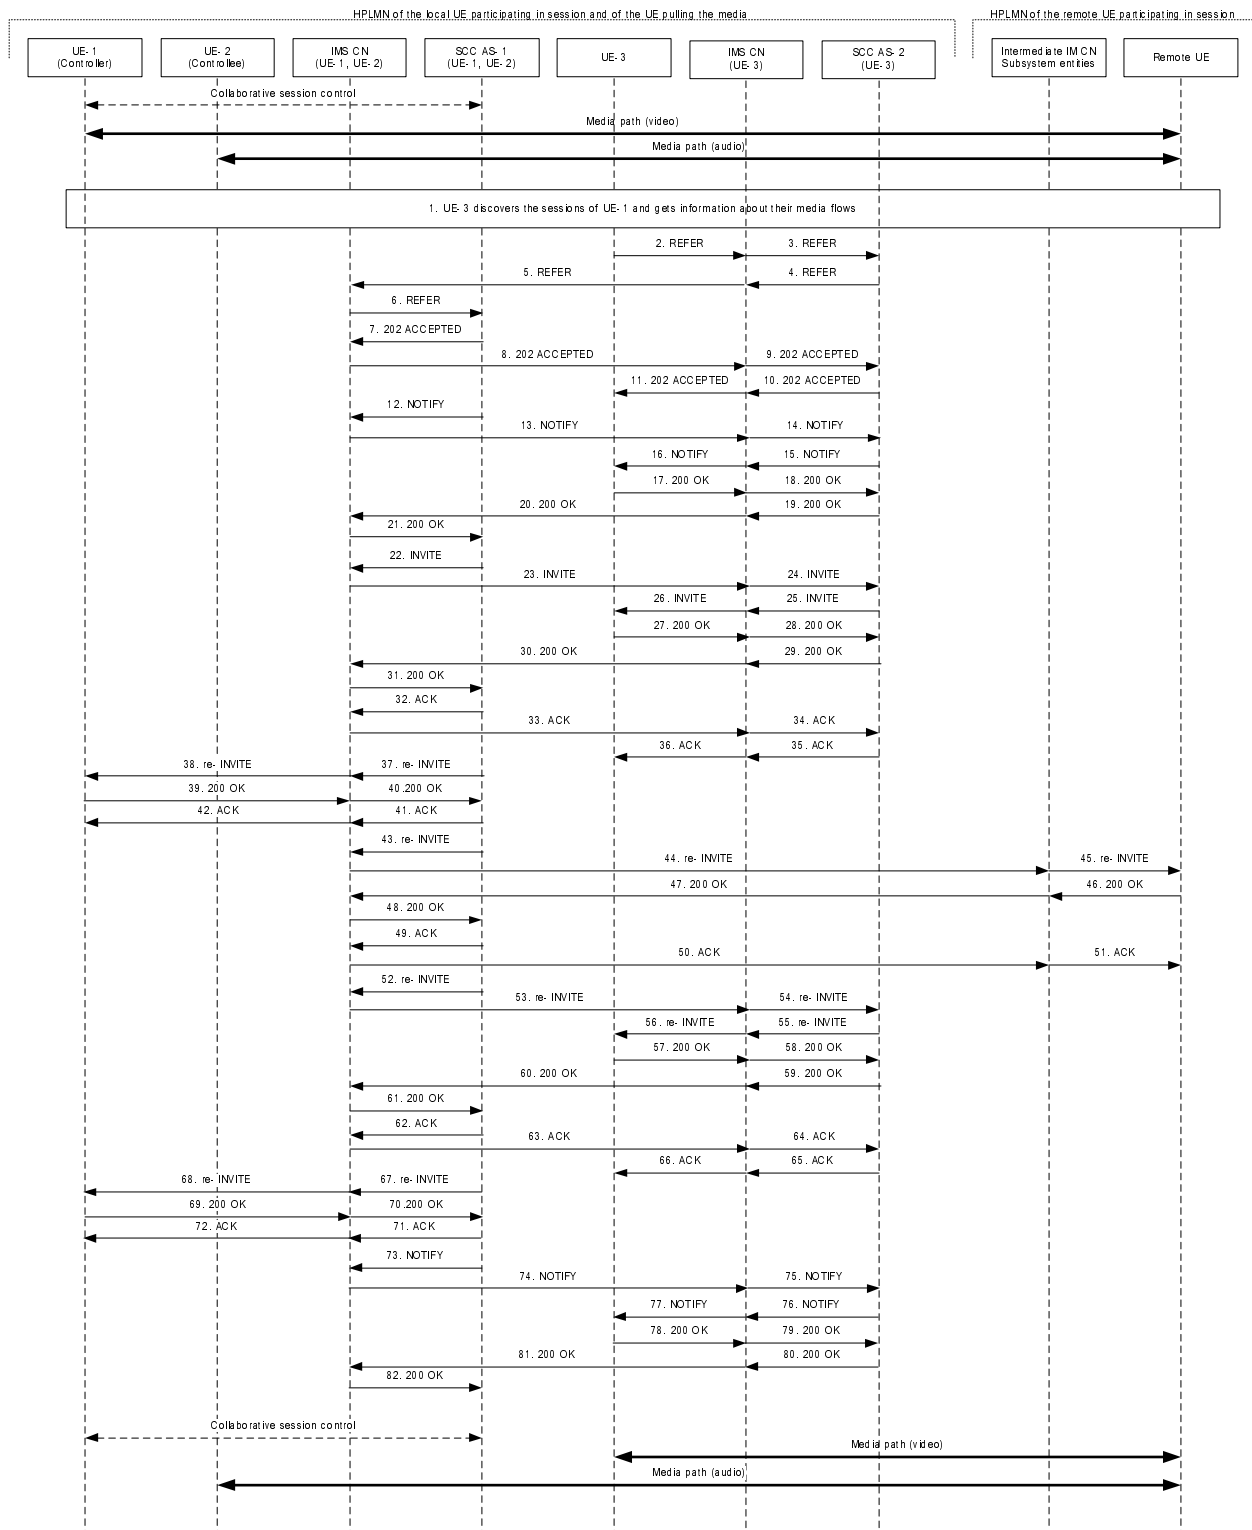 HPLMN of the local UE participating in session and of the UE pulling the media
HPLMN of the remote UE participating in session
UE-1
(Controller)
UE-2
(Controllee)
IMS CN
(UE-1, UE-2)
SCC AS-1
(UE-1, UE-2)
UE-3
IMS CN
(UE-3)
SCC AS-2
(UE-3)
Intermediate IM CN
Subsystem entities
Remote UE
Collaborative session control
Media path (video)
Media path (audio)
1. UE-3 discovers the sessions of UE-1 and gets information about their media flows
2. REFER
3. REFER
5. REFER
4. REFER
6. REFER
7. 202 ACCEPTED
8. 202 ACCEPTED
9. 202 ACCEPTED
11. 202 ACCEPTED
10. 202 ACCEPTED
12. NOTIFY
13. NOTIFY
14. NOTIFY
16. NOTIFY
15. NOTIFY
17. 200 OK
18. 200 OK
20. 200 OK
19. 200 OK
21. 200 OK
22. INVITE
23. INVITE
24. INVITE
26. INVITE
25. INVITE
27. 200 OK
28. 200 OK
30. 200 OK
29. 200 OK
31. 200 OK
32. ACK
33. ACK
34. ACK
36. ACK
35. ACK
38. re-INVITE
37. re-INVITE
39. 200 OK
40.200 OK
42. ACK
41. ACK
43. re-INVITE
44. re-INVITE
45. re-INVITE
47. 200 OK
46. 200 OK
48. 200 OK
49. ACK
50. ACK
51. ACK
52. re-INVITE
53. re-INVITE
54. re-INVITE
56. re-INVITE
55. re-INVITE
57. 200 OK
58. 200 OK
60. 200 OK
59. 200 OK
61. 200 OK
62. ACK
63. ACK
64. ACK
66. ACK
65. ACK
68. re-INVITE
67. re-INVITE
69. 200 OK
70.200 OK
72. ACK
71. ACK
73. NOTIFY
74. NOTIFY
75. NOTIFY
77. NOTIFY
76. NOTIFY
78. 200 OK
79. 200 OK
81. 200 OK
80. 200 OK
82. 200 OK
Collaborative session control
Media path (video)
Media path (audio)